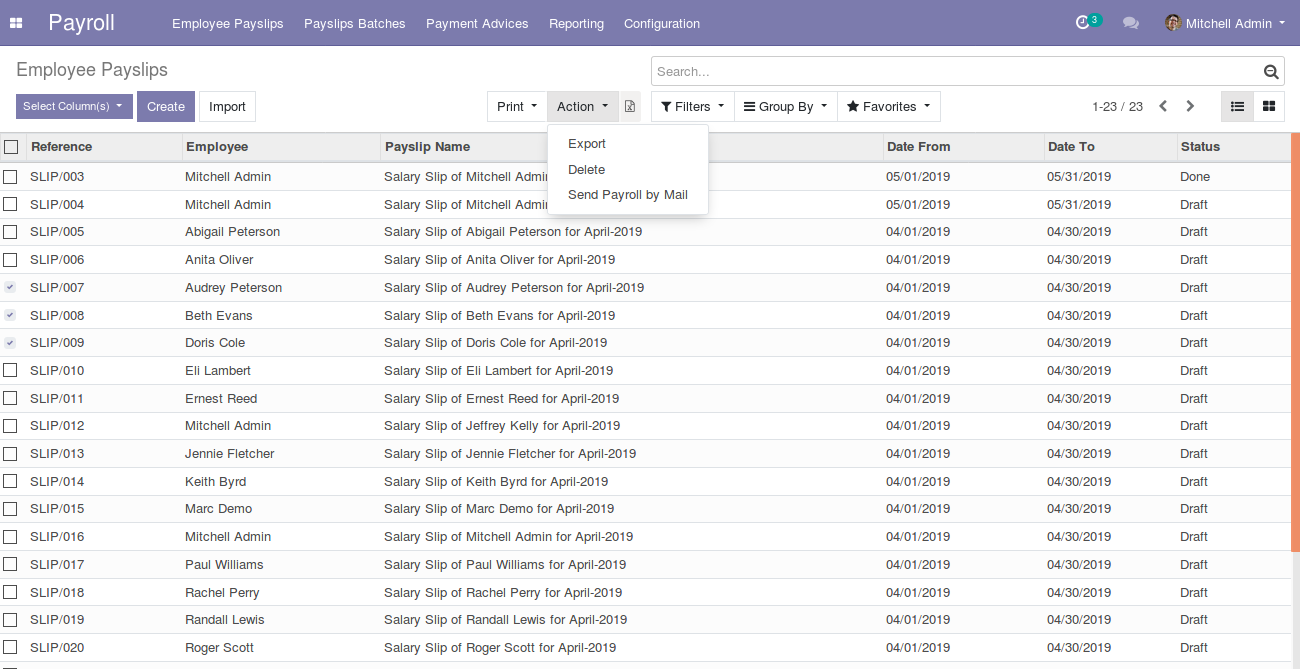 Payroll Employee Payslips Payslips Batches Payment Advices Reporting Configuration 3 Mitchell Admin
Employee Payslips Search...
Select Column(s) Create Import Print Action Filters Group By Favorites 1-23 / 23
Export
Delete
Send Payroll by Mail
Reference Employee Payslip Name Date From Date To Status
SLIP/003 Mitchell Admin Salary Slip of Mitchell 05/01/2019 05/31/2019 Done
SLIP/004 Mitchell Admin Salary Slip of Mitchell 05/01/2019 05/31/2019 Draft
SLIP/005 Abigail Peterson Salary Slip of Abigail Peterson for April-2019 04/01/2019 04/30/2019 Draft
SLIP/006 Anita Oliver Salary Slip of Anita Oliver for April-2019 04/01/2019 04/30/2019 Draft
SLIP/007 Audrey Peterson Salary Slip of Audrey Peterson for April-2019 04/01/2019 04/30/2019 Draft
SLIP/008 Beth Evans Salary Slip of Beth Evans for April-2019 04/01/2019 04/30/2019 Draft
SLIP/009 Doris Cole Salary Slip of Doris Cole for April-2019 04/01/2019 04/30/2019 Draft
SLIP/010 Eli Lambert Salary Slip of Eli Lambert for April-2019 04/01/2019 04/30/2019 Draft
SLIP/011 Ernest Reed Salary Slip of Ernest Reed for April-2019 04/01/2019 04/30/2019 Draft
SLIP/012 Mitchell Admin Salary Slip of Jeffrey Kelly for April-2019 04/01/2019 04/30/2019 Draft
SLIP/013 Jennie Fletcher Salary Slip of Jennie Fletcher for April-2019 04/01/2019 04/30/2019 Draft
SLIP/014 Keith Byrd Salary Slip of Keith Byrd for April-2019 04/01/2019 04/30/2019 Draft
SLIP/015 Marc Demo Salary Slip of Marc Demo for April-2019 04/01/2019 04/30/2019 Draft
SLIP/016 Mitchell Admin Salary Slip of Mitchell Admin for April-2019 04/01/2019 04/30/2019 Draft
SLIP/017 Paul Williams Salary Slip of Paul Williams for April-2019 04/01/2019 04/30/2019 Draft
SLIP/018 Rachel Perry Salary Slip of Rachel Perry for April-2019 04/01/2019 04/30/2019 Draft
SLIP/019 Randall Lewis Salary Slip of Randall Lewis for April-2019 04/01/2019 04/30/2019 Draft
SLIP/020 Roger Scott Salary Slip of Roger Scott for April-2019 04/01/2019 04/30/2019 Draft